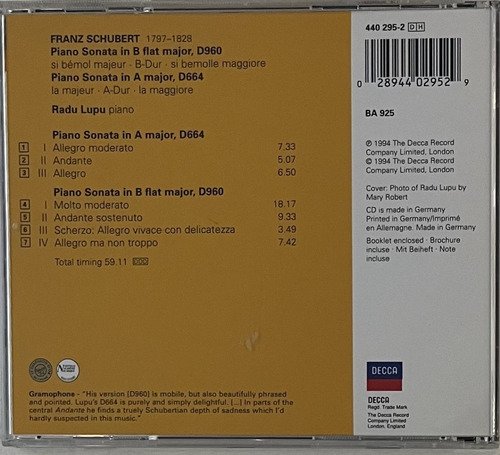 FRANZ SCHUBERT 1797–1828
Piano Sonata in B flat major, D960
si bémol majeur · B-Dur · si bemolle maggiore
Piano Sonata in A major, D664
la majeur · A-Dur · la maggiore
Radu Lupu piano
Piano Sonata in A major, D664
1 I Allegro moderato 7.33
2 II Andante 5.07
3 III Allegro 6.50
Piano Sonata in B flat major, D960
4 I Molto moderato 18.17
5 II Andante sostenuto 9.33
6 III Scherzo: Allegro vivace con delicatezza 3.49
7 IV Allegro ma non troppo 7.42
Total timing 59.11 DDD
Gramophone - "His version [D960] is mobile, but also beautifully phrased
and pointed. Lupu's D664 is purely and simply delightful. [...] In parts of the
central Andante he finds a truely Schubertian depth of sadness which I'd
hardly suspected in this music."
440 295-2 DH
0 28944 02952 9
BA 925
℗ 1994 The Decca Record
Company Limited, London
© 1994 The Decca Record
Company Limited, London
Cover: Photo of Radu Lupu by
Mary Robert
CD is made in Germany
Printed in Germany/Imprimé
en Allemagne. Made in Germany
Booklet enclosed · Brochure
incluse · Mit Beiheft · Note
incluse
DECCA
DECCA
Regd. Trade Mark
The Decca Record
Company Limited,
London, England